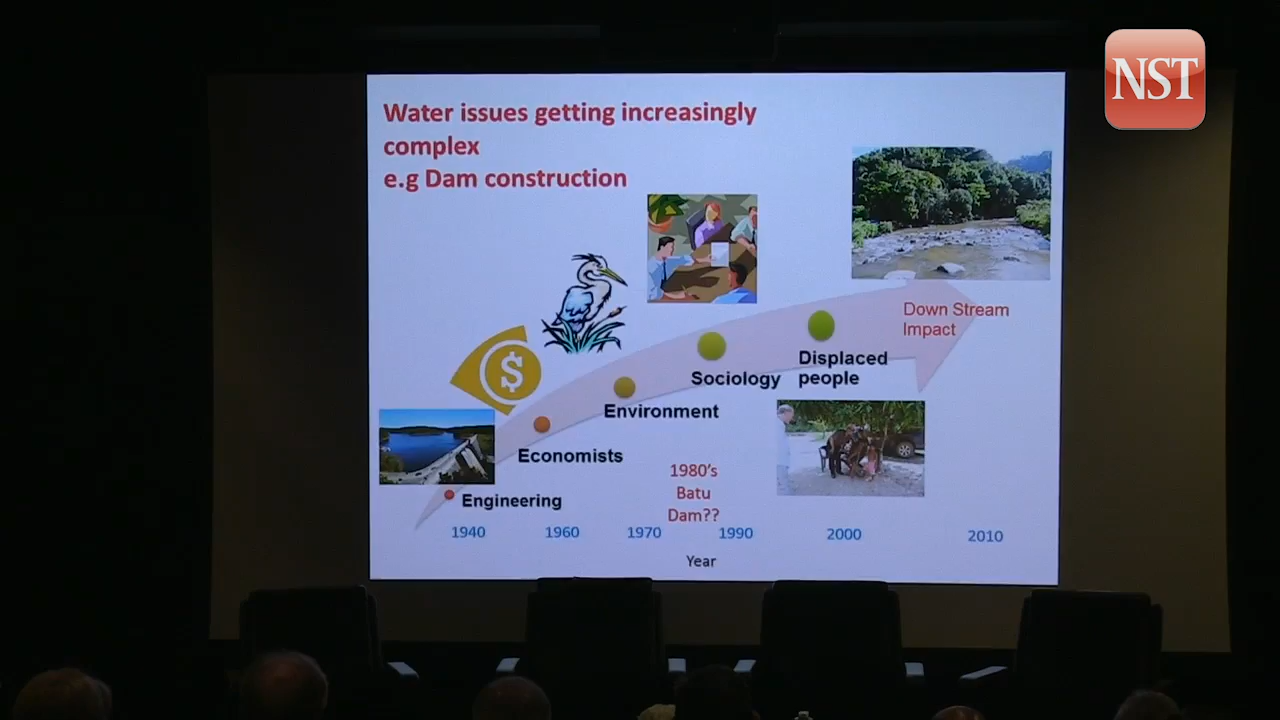 NST
Water issues getting increasingly
complex
e.g Dam construction
Down Stream
Impact
Displaced
people
Sociology
Environment
$
Economists
Engineering
1980's
Batu
Dam??
1940
1960
1970
1990
2000
2010
Year